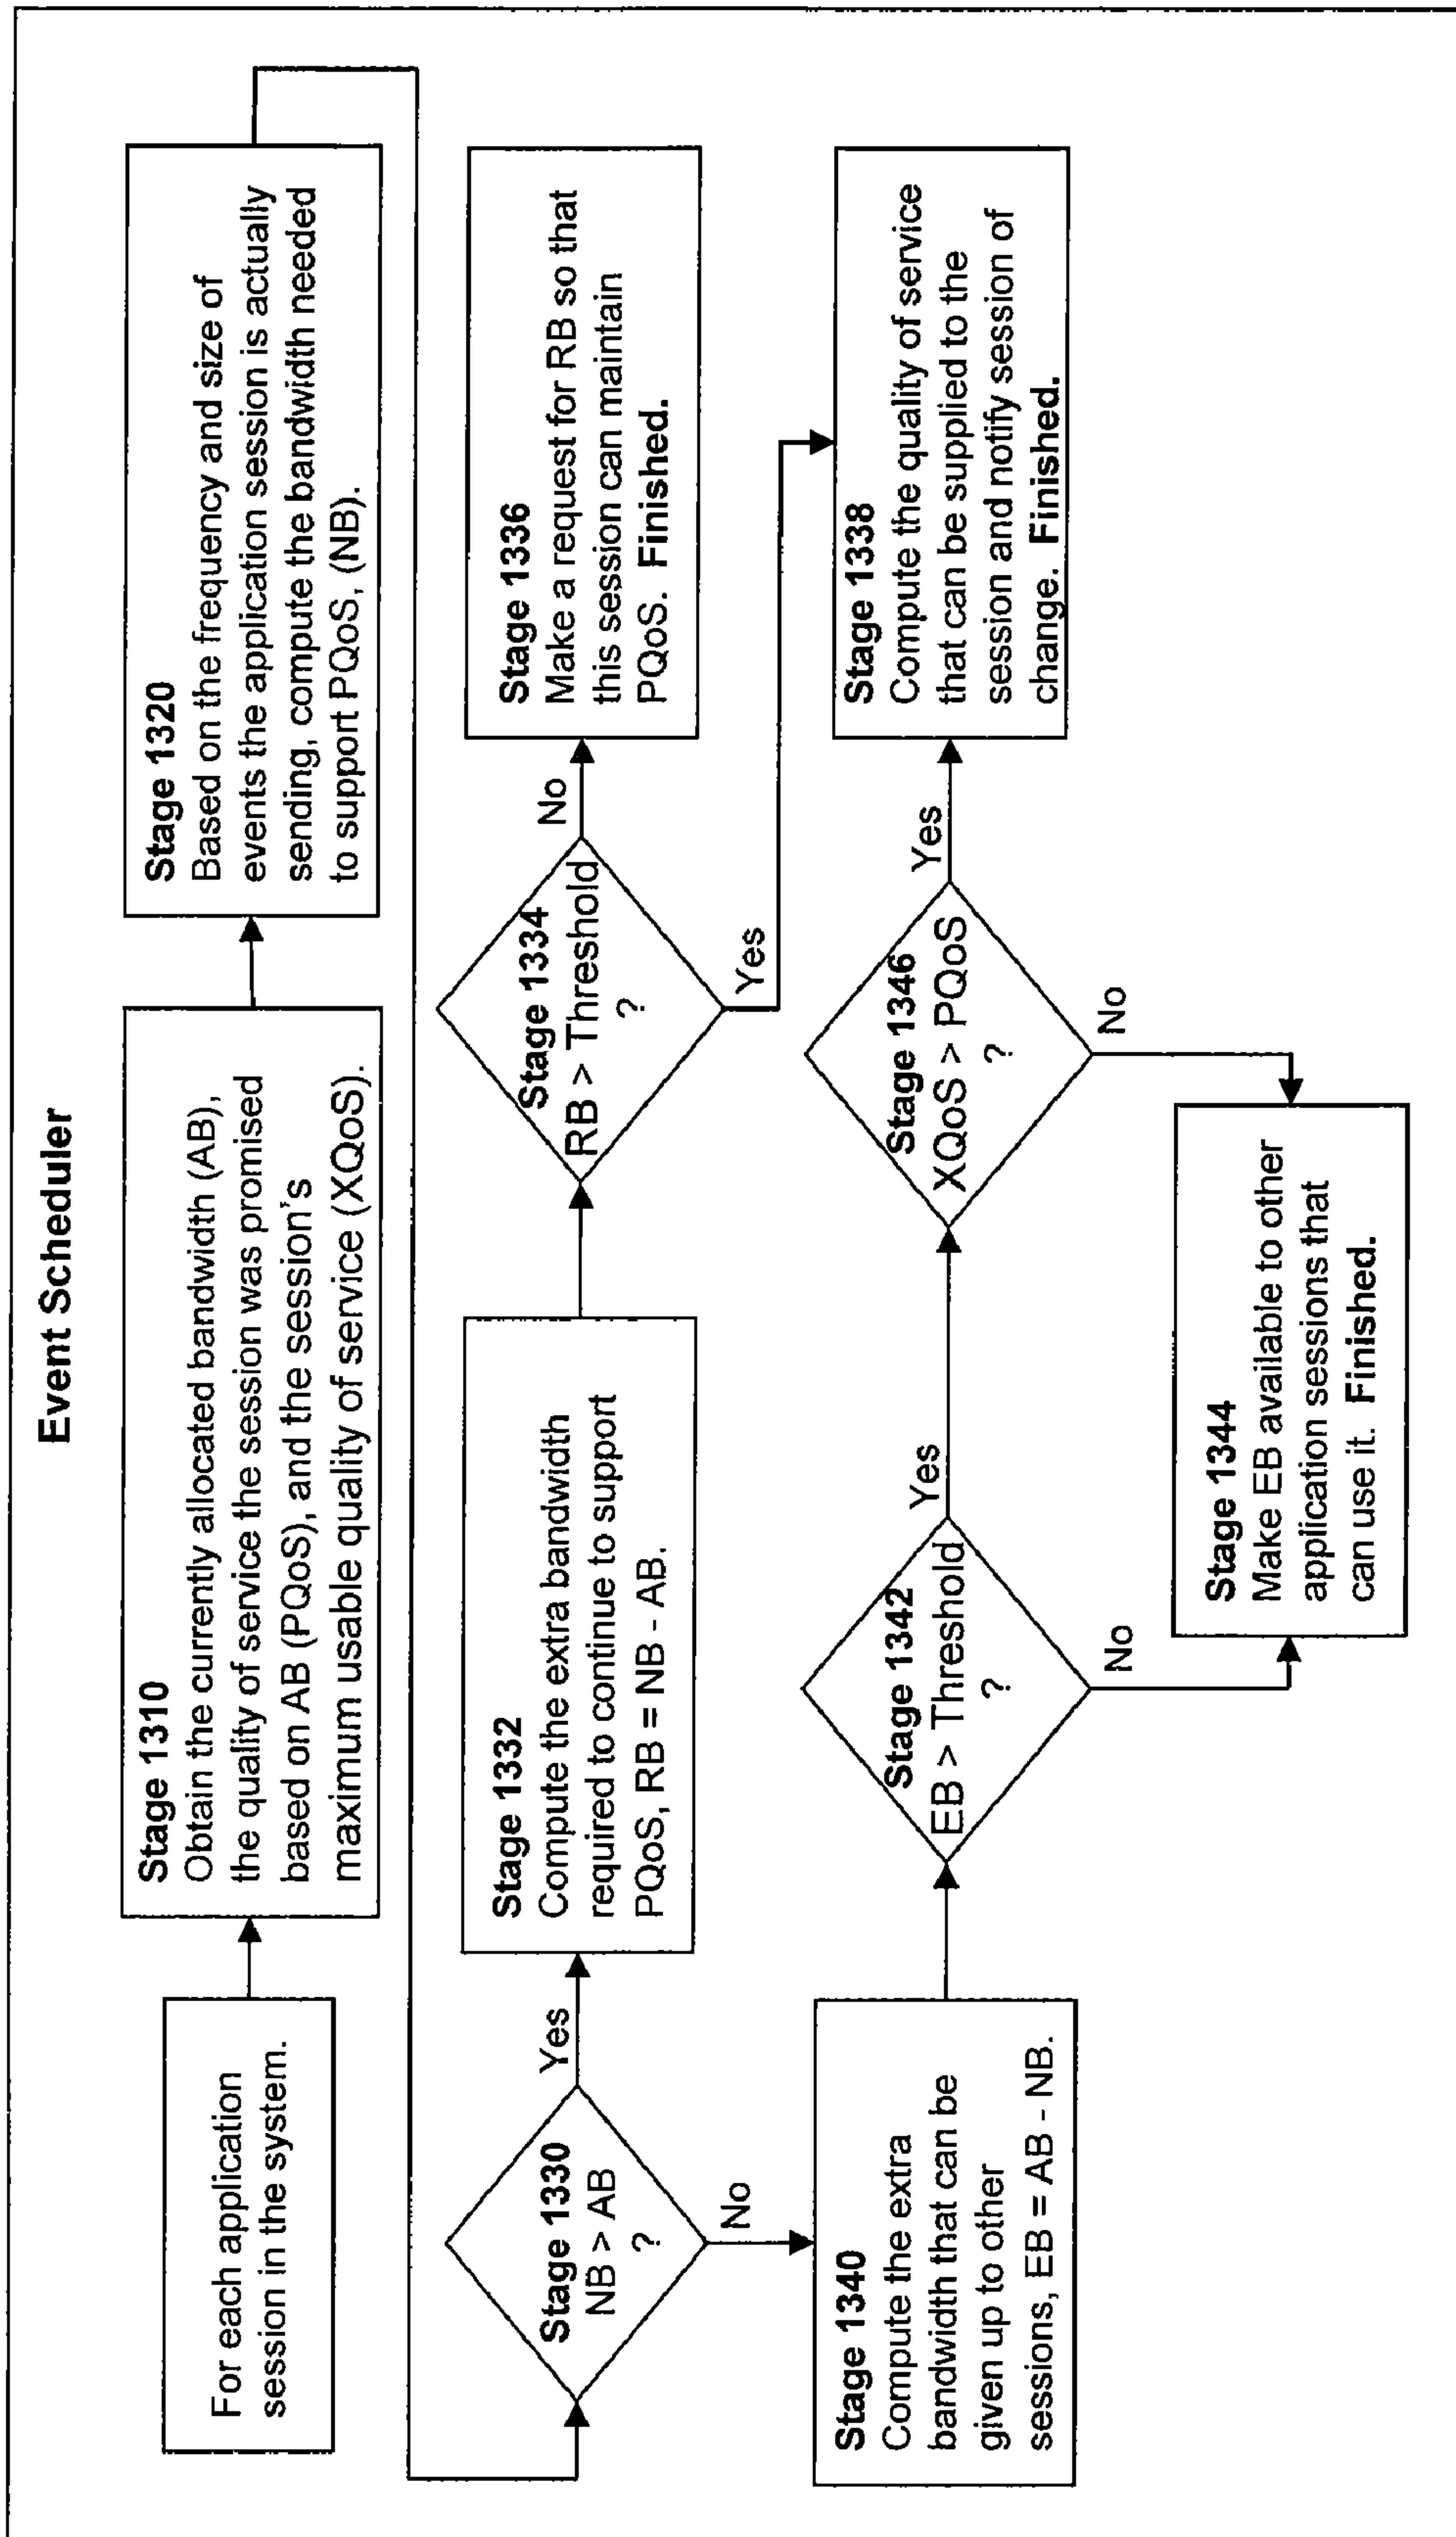 Event Scheduler
For each application
session in the system.
Stage 1310
Obtain the currently allocated bandwidth (AB),
the quality of service the session was promised
based on AB (PQoS), and the session's
maximum usable quality of service (XQoS).
Stage 1320
Based on the frequency and size of
events the application session is actually
sending, compute the bandwidth needed
to support PQoS, (NB).
Stage 1330
NB > AB
?
Yes
No
Stage 1332
Compute the extra bandwidth
required to continue to support
PQoS, RB = NB - AB.
Stage 1334
RB > Threshold
?
No
Yes
Stage 1336
Make a request for RB so that
this session can maintain
PQoS. Finished.
Stage 1340
Compute the extra
bandwidth that can be
given up to other
sessions, EB = AB - NB.
Stage 1342
EB > Threshold
?
Yes
No
Stage 1346
XQoS > PQoS
?
Yes
No
Stage 1338
Compute the quality of service
that can be supplied to the
session and notify session of
change. Finished.
Stage 1344
Make EB available to other
application sessions that
can use it. Finished.